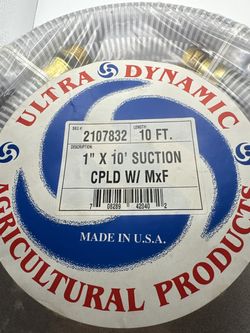 ULTRA DYNAMIC
SKU #: LENGTH:
2107832 10 FT.
DESCRIPTION:
1" X 10' SUCTION
CPLD W/ MxF
MADE IN U.S.A.
AGRICULTURAL PRODUCTS